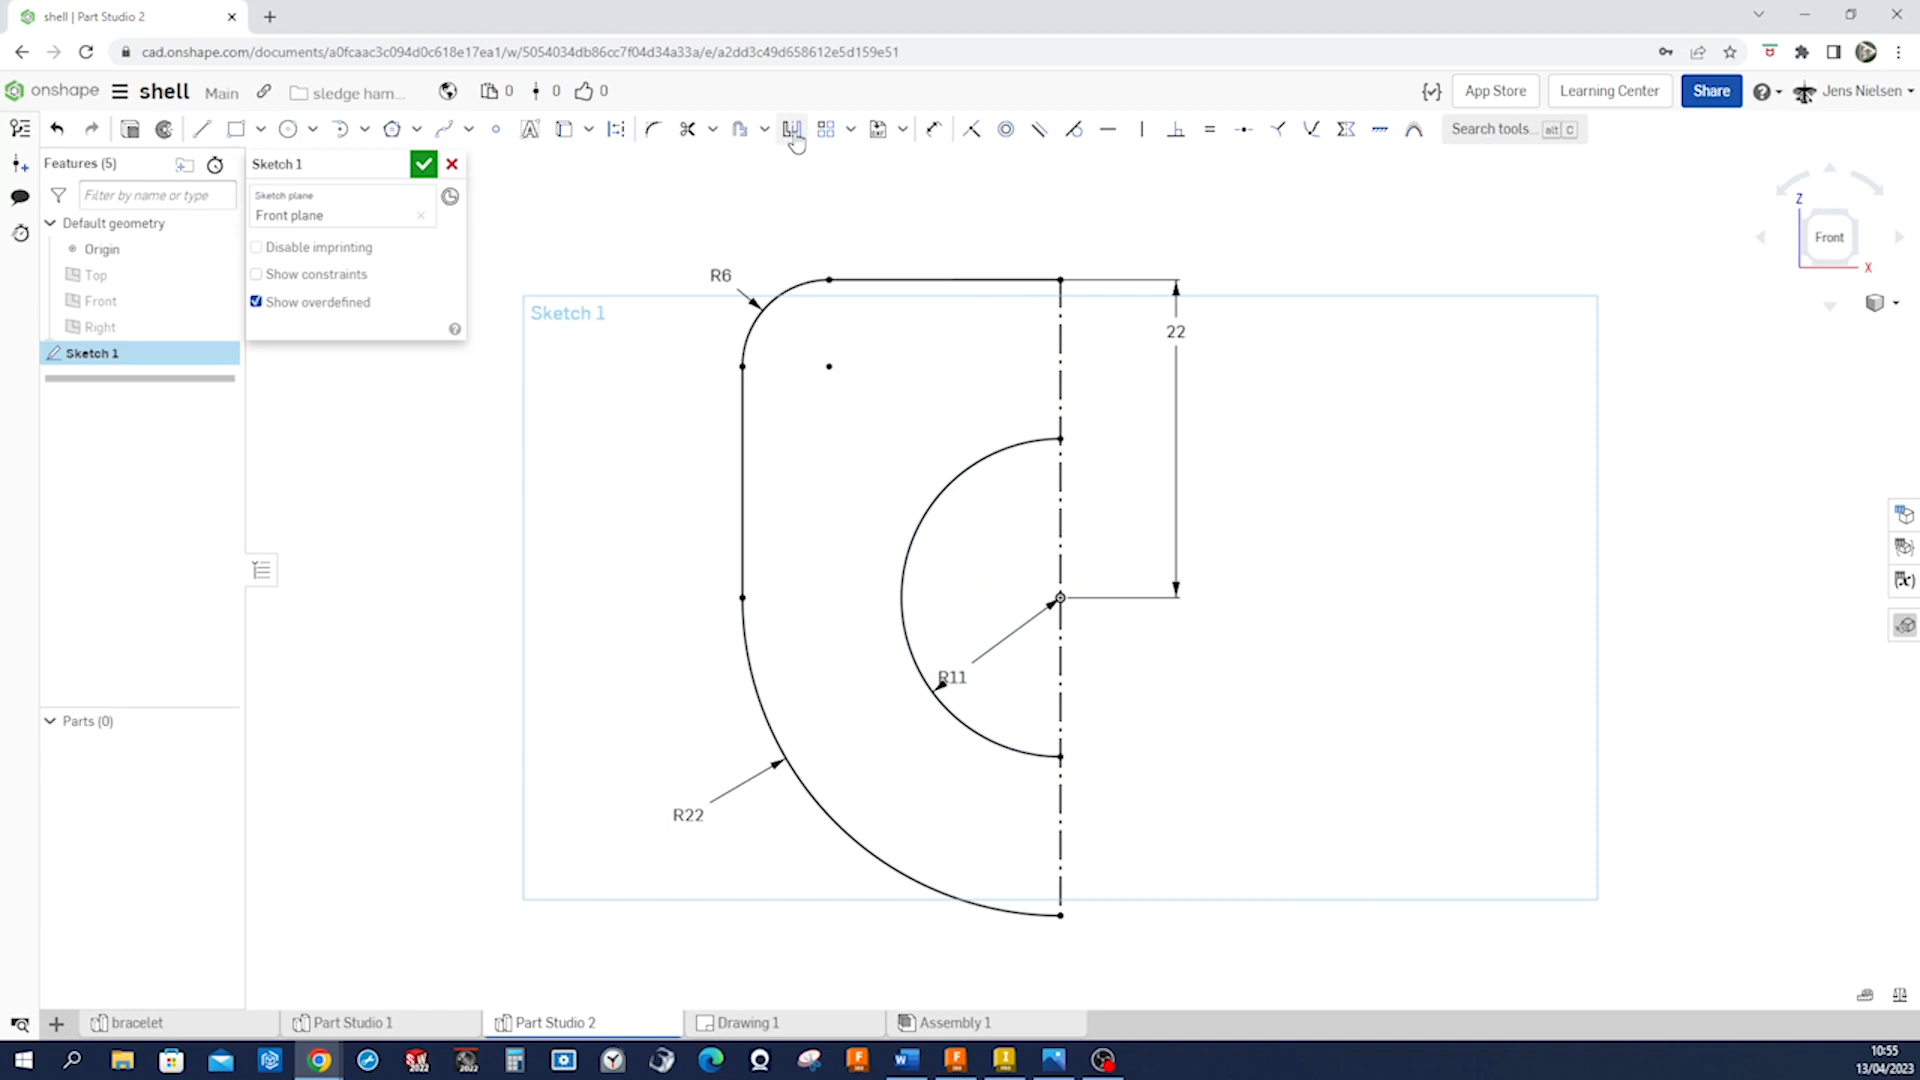 shell | Part Studio 2
cad.onshape.com/documents/a0fcaac3c094d0c618e17ea1/w/5054034db86cc7f04d34a33a/e/a2dd3c49d658612e5d159e51
onshape shell Main sledge ham... 0 0 0 App Store Learning Center Share Jens Nielsen
Search tools... alt C
Features (5)
Filter by name or type
Default geometry
Origin
Top
Front
Right
Sketch 1
Parts (0)
Sketch 1
Sketch plane
Front plane
Disable imprinting
Show constraints
Show overdefined
Sketch 1
R6
22
R11
R22
Z
Front
X
bracelet Part Studio 1 Part Studio 2 Drawing 1 Assembly 1
10:55
13/04/2023